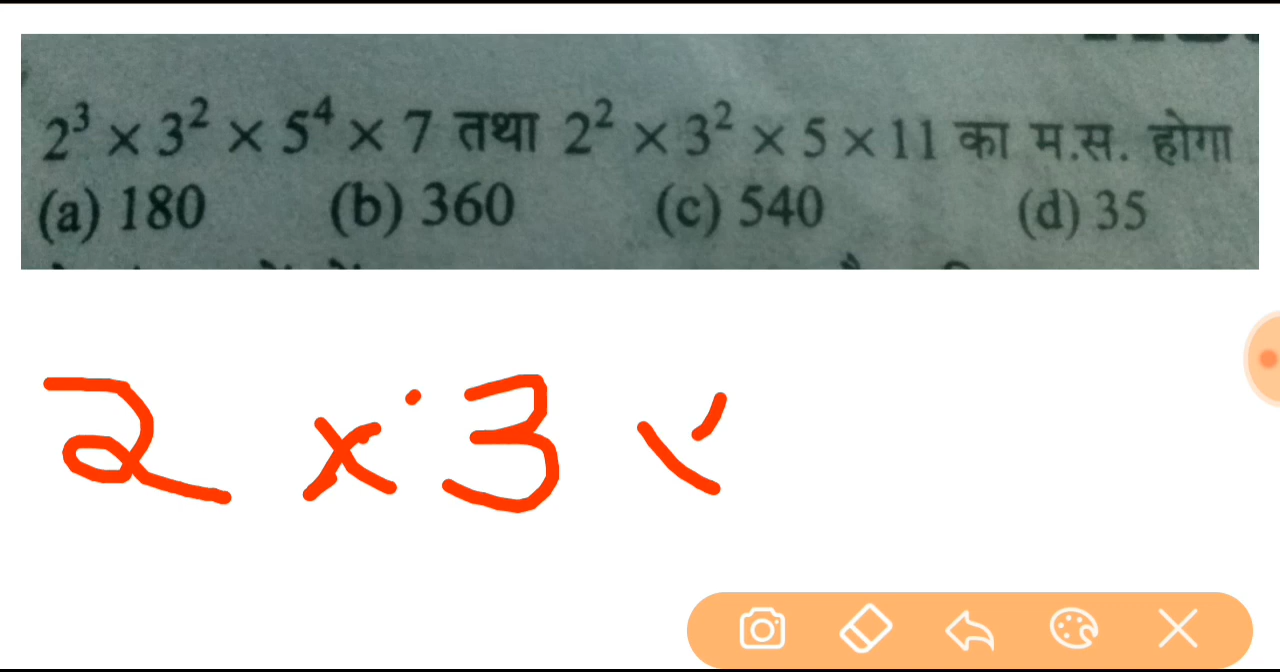 2³ × 3² × 5⁴ × 7 तथा 2² × 3² × 5 × 11 का म.स. होगा
(a) 180 (b) 360 (c) 540 (d) 35
2 × 3